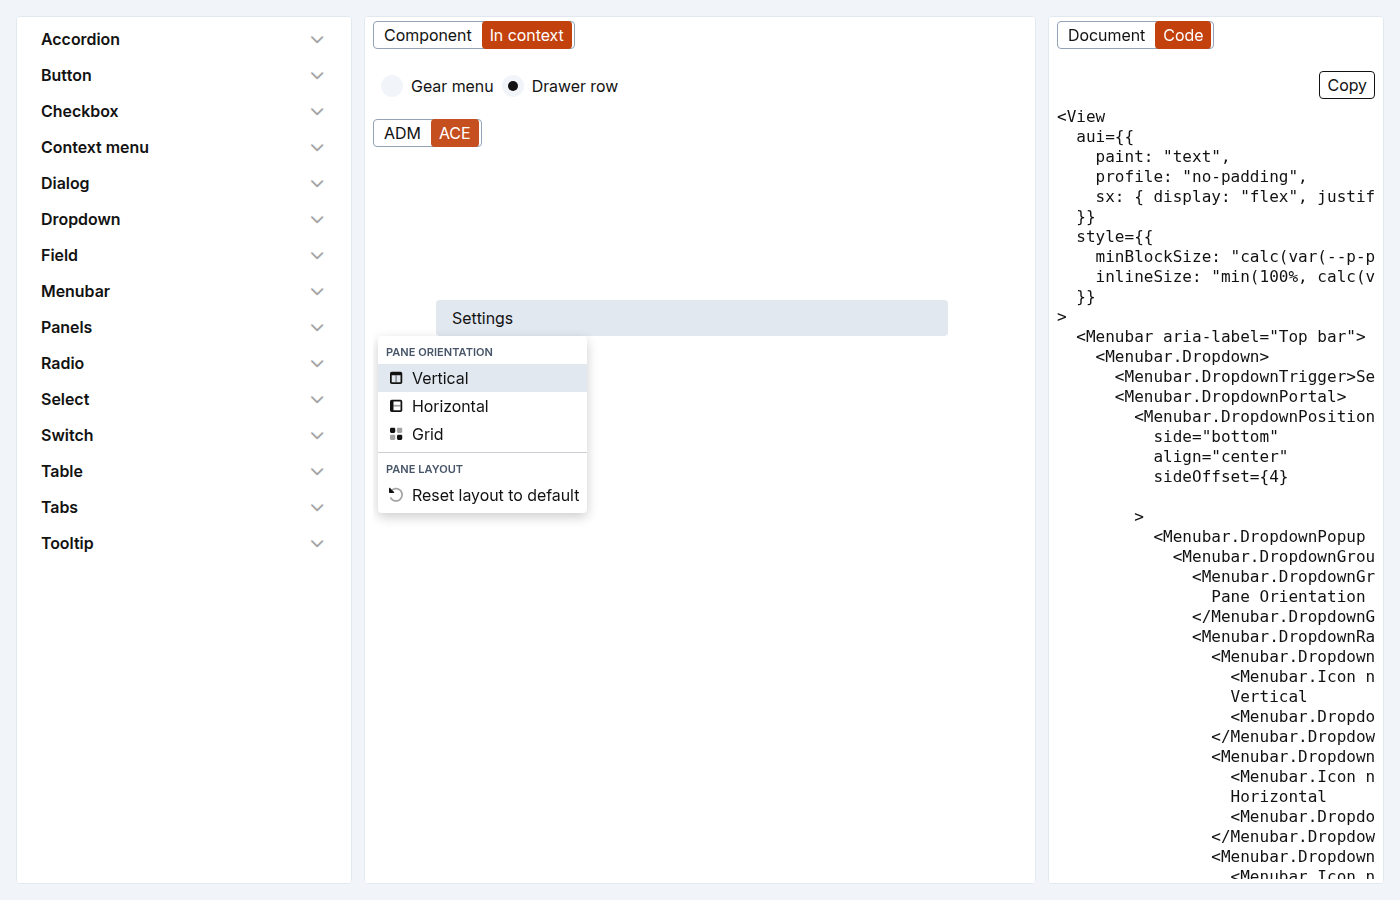 Accordion
Button
Checkbox
Context menu
Dialog
Dropdown
Field
Menubar
Panels
Radio
Select
Switch
Table
Tabs
Tooltip
Component In context
Gear menu Drawer row
ADM ACE
Settings
PANE ORIENTATION
Vertical
Horizontal
Grid
PANE LAYOUT
Reset layout to default
Document Code
Copy
<View
  aui={{
    paint: "text",
    profile: "no-padding",
    sx: { display: "flex", justif
  }}
  style={{
    minBlockSize: "calc(var(--p-p
    inlineSize: "min(100%, calc(v
  }}
>
  <Menubar aria-label="Top bar">
    <Menubar.Dropdown>
      <Menubar.DropdownTrigger>Se
      <Menubar.DropdownPortal>
        <Menubar.DropdownPosition
          side="bottom"
          align="center"
          sideOffset={4}
        >
          <Menubar.DropdownPopup
            <Menubar.DropdownGrou
              <Menubar.DropdownGr
                Pane Orientation
              </Menubar.DropdownG
              <Menubar.DropdownRa
                <Menubar.Dropdown
                  <Menubar.Icon n
                  Vertical
                  <Menubar.Dropdo
                </Menubar.Dropdow
                <Menubar.Dropdown
                  <Menubar.Icon n
                  Horizontal
                  <Menubar.Dropdo
                </Menubar.Dropdow
                <Menubar.Dropdown
                  <Menubar.Icon n